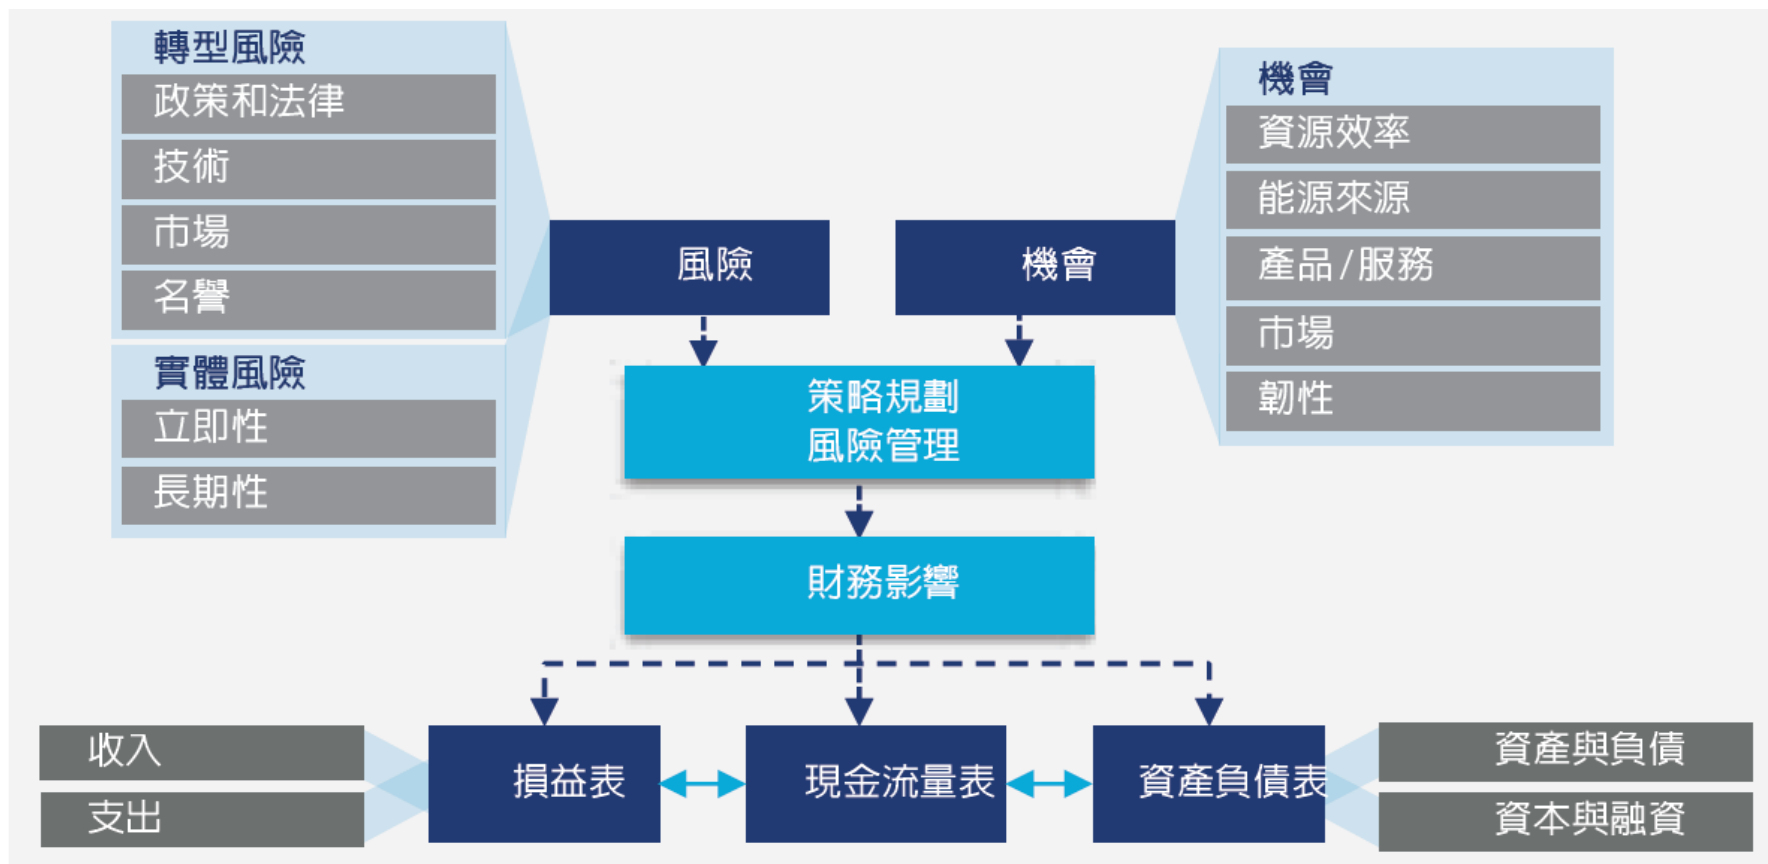 轉型風險
政策和法律
技術
市場
名譽
實體風險
立即性
長期性
風險
機會
機會
資源效率
能源來源
產品/服務
市場
韌性
策略規劃
風險管理
財務影響
收入
支出
損益表
現金流量表
資產負債表
資產與負債
資本與融資